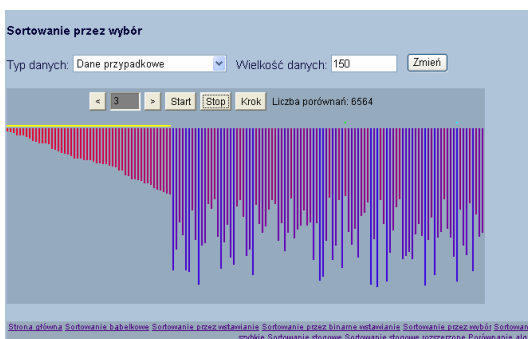 Sortowanie przez wybór
Typ danych: Dane przypadkowe Wielkość danych: 150 Zmień
< 3 > Start Stop Krok Liczba porównań: 6564
Strona główna Sortowanie bąbelkowe Sortowanie przez wstawianie Sortowanie przez binarne wstawianie Sortowanie przez wybór Sortowan
szybkie Sortowanie stogowe Sortowanie stogowe rozszerzone Porównanie alg